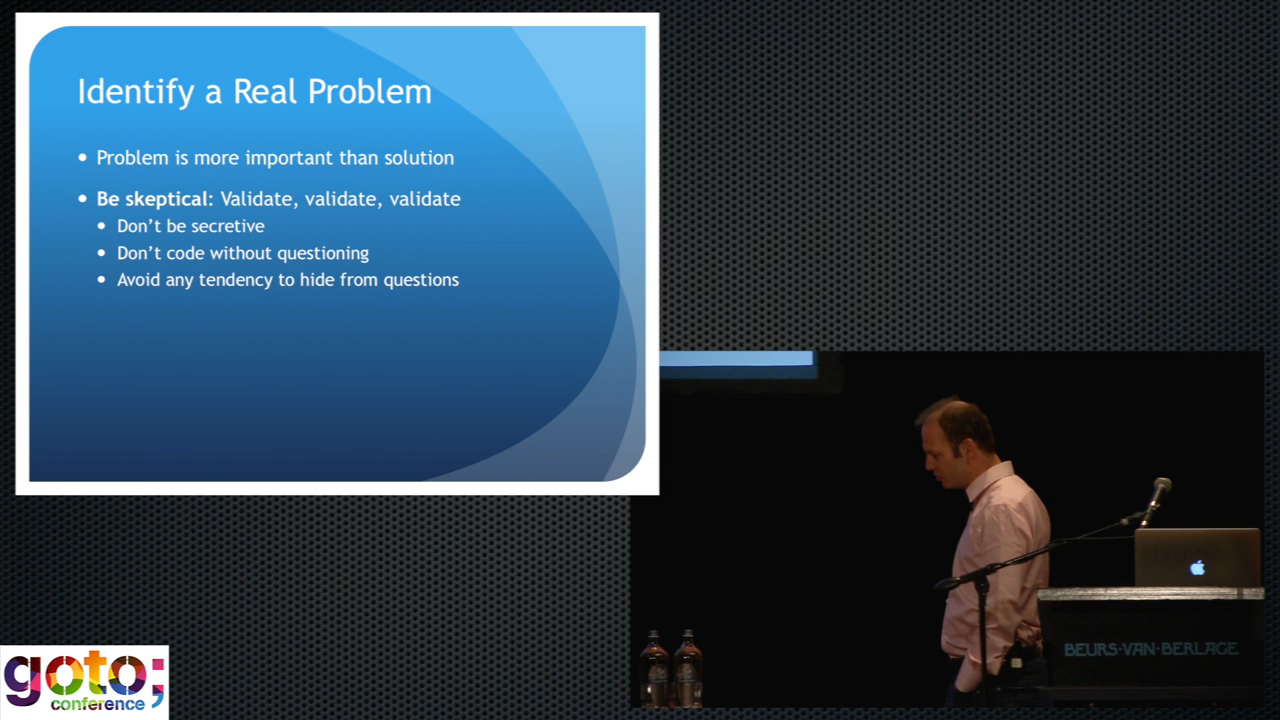 Identify a Real Problem
• Problem is more important than solution
• Be skeptical: Validate, validate, validate
• Don’t be secretive
• Don’t code without questioning
• Avoid any tendency to hide from questions
BEURS·VAN·BERLAGE
goto;
conference